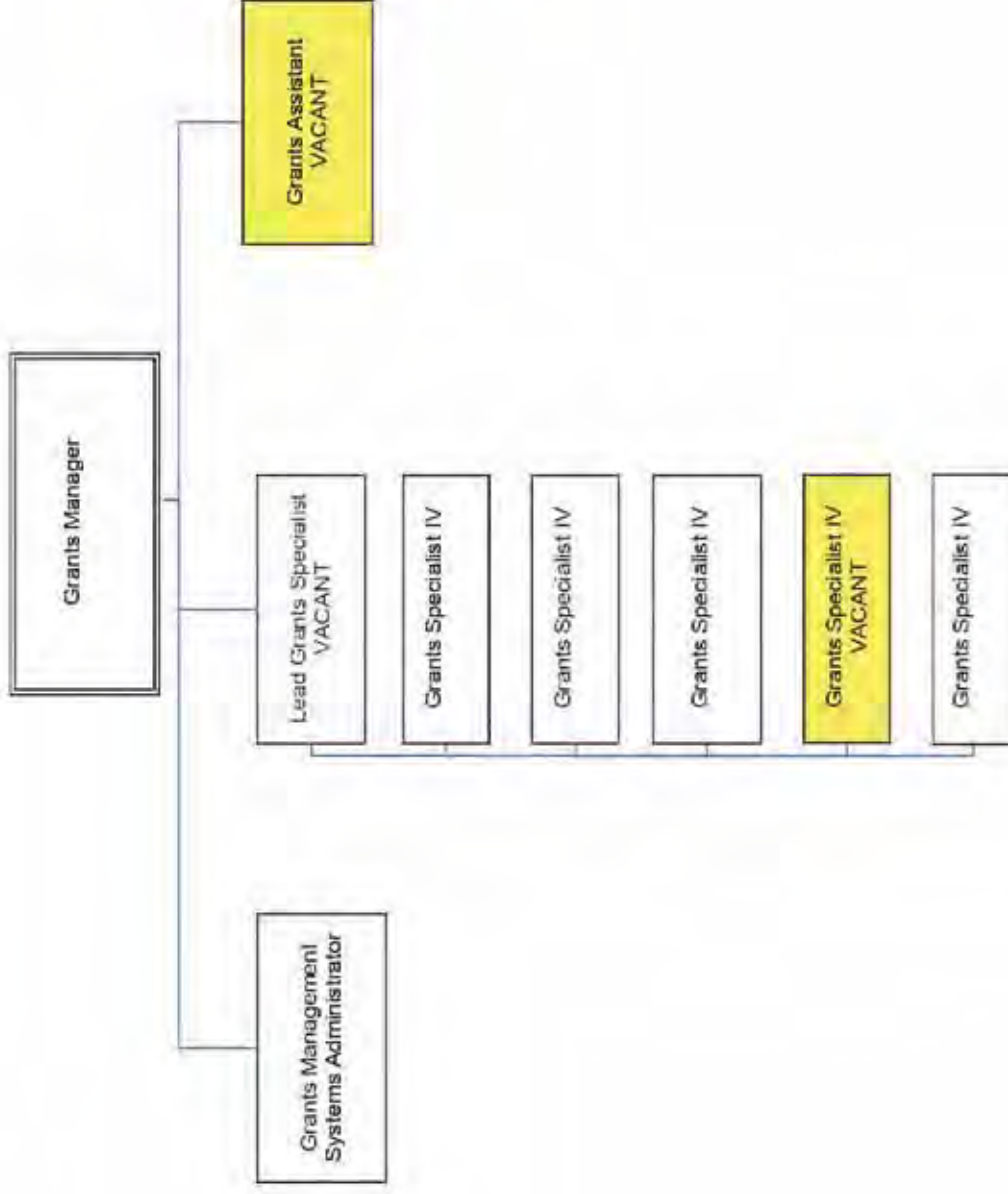 Grants Manager
Grants Management
Systems Administrator
Lead Grants Specialist
VACANT
Grants Specialist IV
Grants Specialist IV
Grants Specialist IV
Grants Specialist IV
VACANT
Grants Specialist IV
Grants Assistant
VACANT